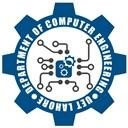 DEPARTMENT OF COMPUTER ENGINEERING
UET LAHORE